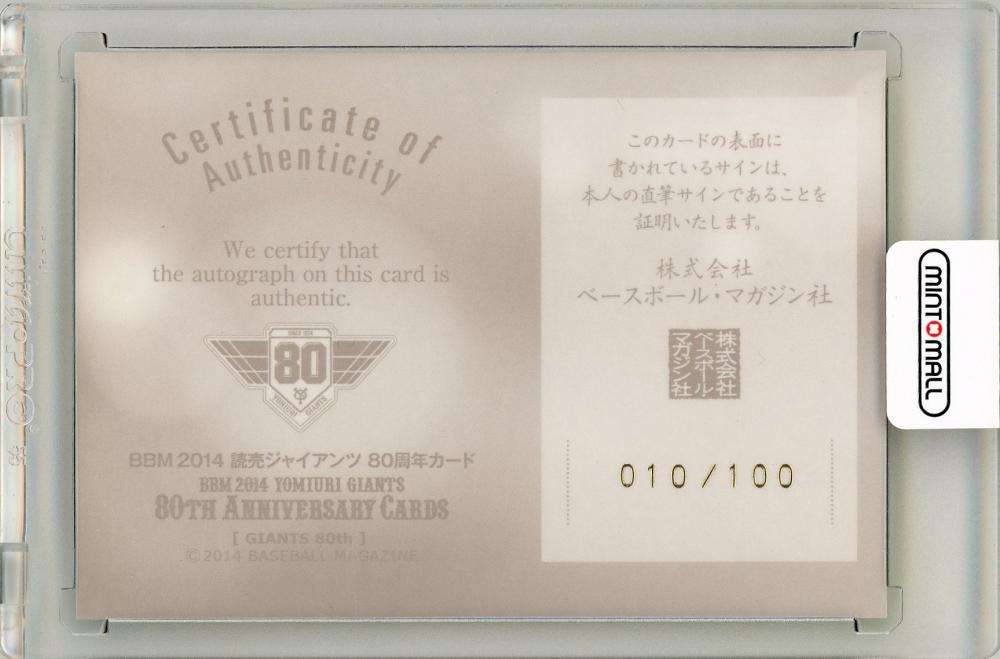 Certificate of
Authenticity
We certify that
the autograph on this card is
authentic.
SINCE 1934
80
YOMIURI GIANTS
BBM 2014 読売ジャイアンツ 80周年カード
BBM 2014 YOMIURI GIANTS
80TH ANNIVERSARY CARDS
[ GIANTS 80th ]
©2014 BASEBALL MAGAZINE
このカードの表面に
書かれているサインは、
本人の直筆サインであることを
証明いたします。
株式会社
ベースボール・マガジン社
株式会社
ベースボール・
マガジン社
010/100
MINT MALL